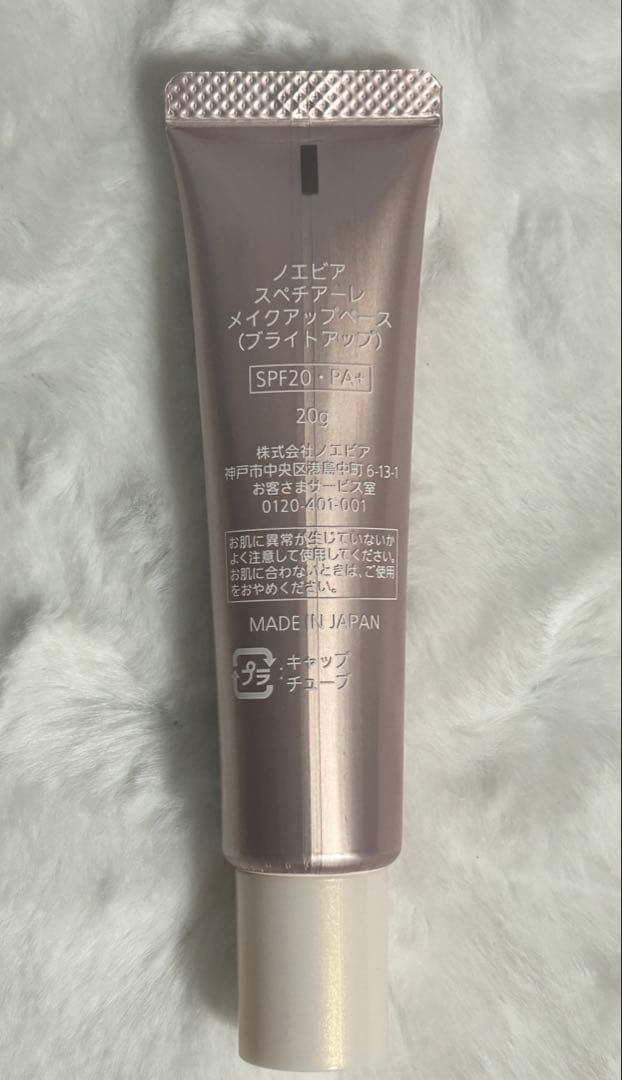 ノエビア
スペチアーレ
メイクアップベース
(ブライトアップ)
SPF20・PA+
20g
株式会社ノエビア
神戸市中央区港島中町6-13-1
お客さまサービス室
0120-401-001
お肌に異常が生じていないか
よく注意して使用してください。
お肌に合わないときは、ご使用
をおやめください。
MADE IN JAPAN
プラ:キャップ
チューブ